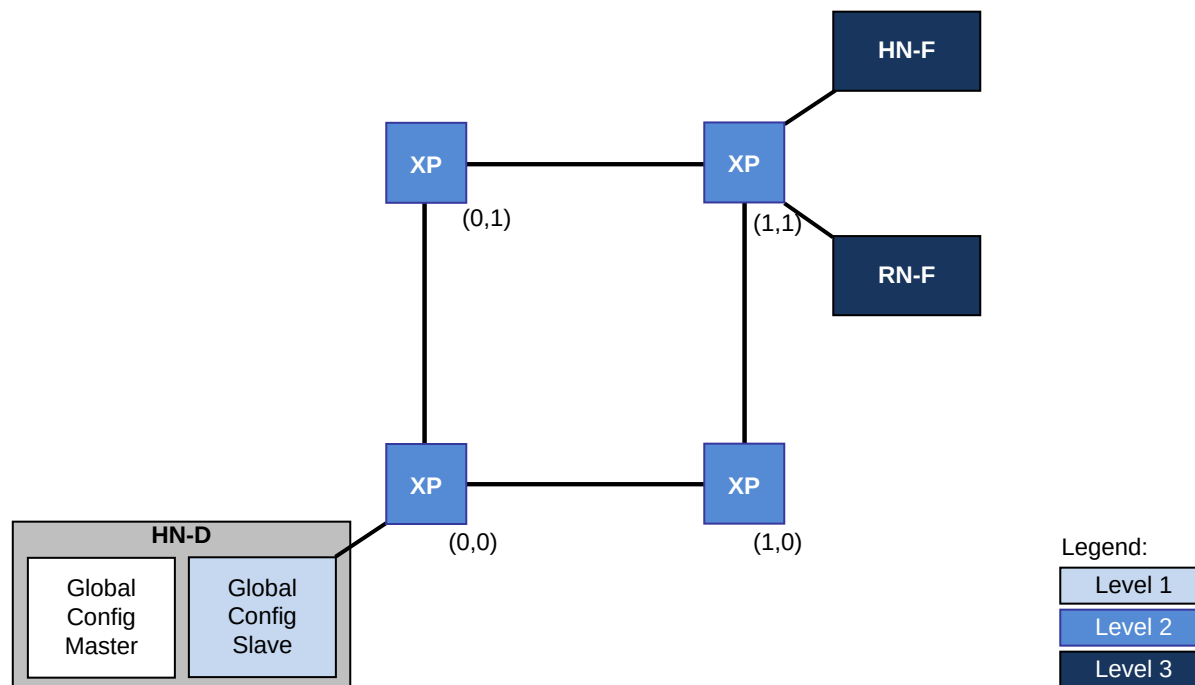 HN-F
XP
XP
(0,1)
(1,1)
RN-F
XP
XP
(0,0)
(1,0)
HN-D
Global
Config
Master
Global
Config
Slave
Legend:
Level 1
Level 2
Level 3